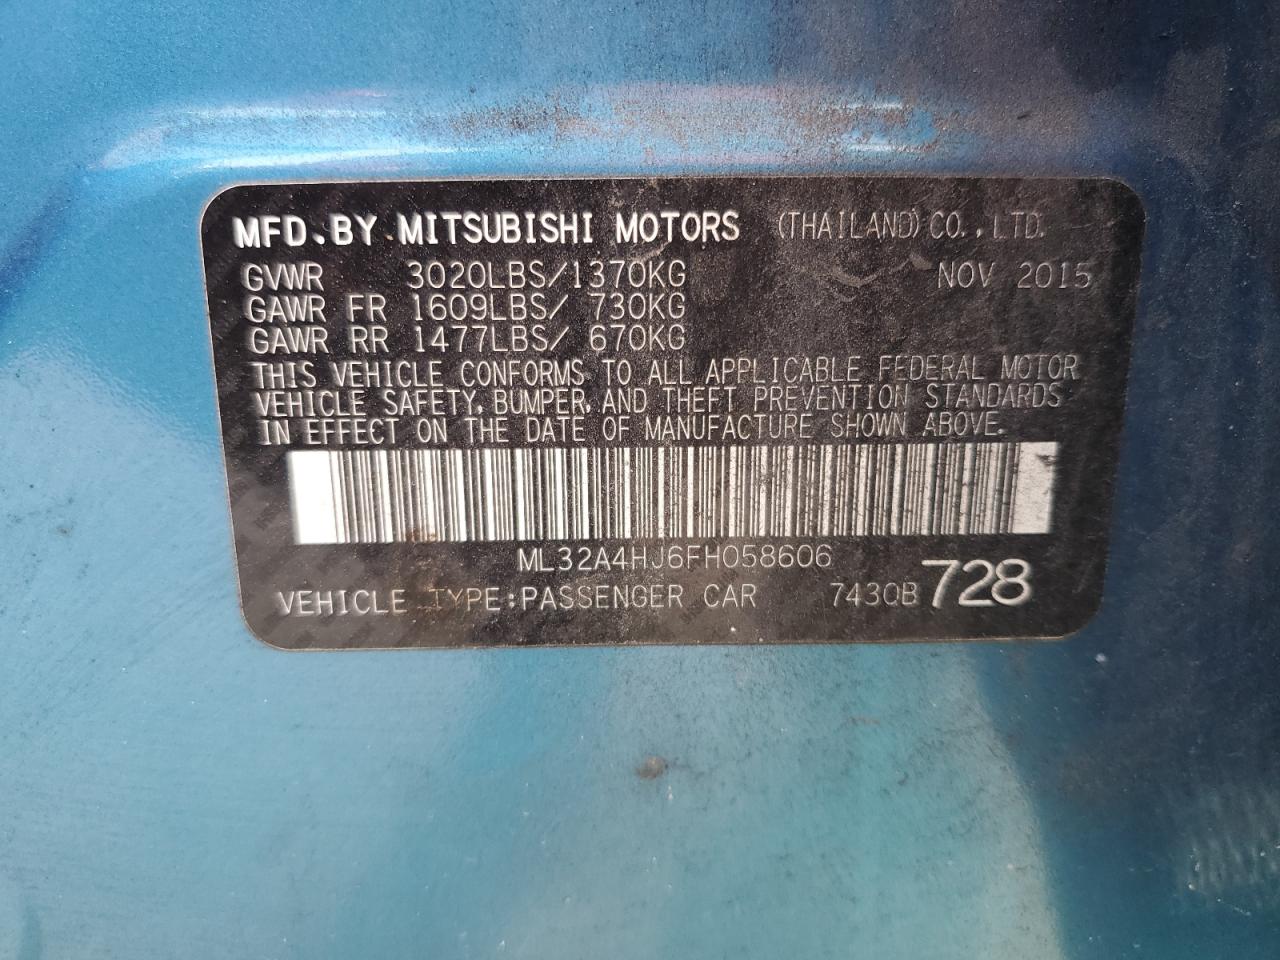 MFD.BY MITSUBISHI MOTORS (THAILAND)CO.,LTD.
GVWR 3020LBS/1370KG NOV 2015
GAWR FR 1609LBS/ 730KG
GAWR RR 1477LBS/ 670KG
THIS VEHICLE CONFORMS TO ALL APPLICABLE FEDERAL MOTOR
VEHICLE SAFETY, BUMPER, AND THEFT PREVENTION STANDARDS
IN EFFECT ON THE DATE OF MANUFACTURE SHOWN ABOVE.
ML32A4HJ6FH058606
VEHICLE TYPE:PASSENGER CAR 7430B 728